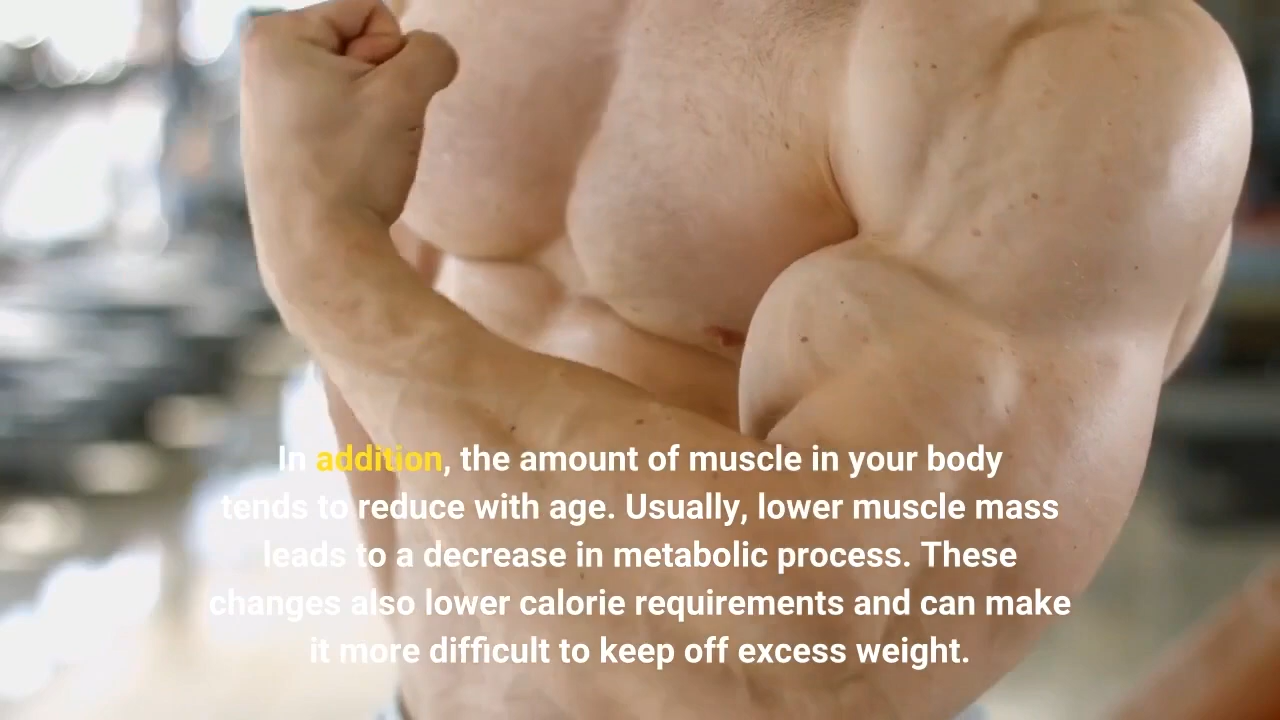 In addition, the amount of muscle in your body
tends to reduce with age. Usually, lower muscle mass
leads to a decrease in metabolic process. These
changes also lower calorie requirements and can make
it more difficult to keep off excess weight.